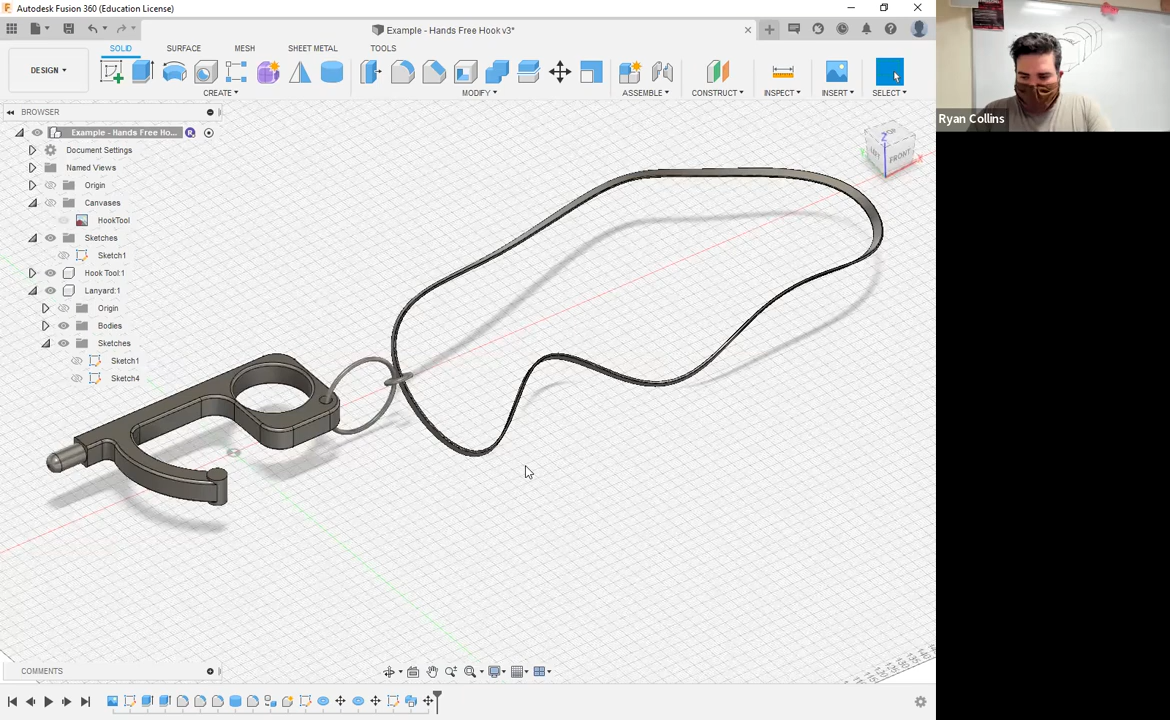 Autodesk Fusion 360 (Education License)
Example - Hands Free Hook v3*
SOLID SURFACE MESH SHEET METAL TOOLS
DESIGN
CREATE MODIFY ASSEMBLE CONSTRUCT INSPECT INSERT SELECT
BROWSER
Example - Hands Free Ho...
Document Settings
Named Views
Origin
Canvases
HookTool
Sketches
Sketch1
Hook Tool:1
Lanyard:1
Origin
Bodies
Sketches
Sketch1
Sketch4
Z
X
LEFT FRONT
COMMENTS
Ryan Collins